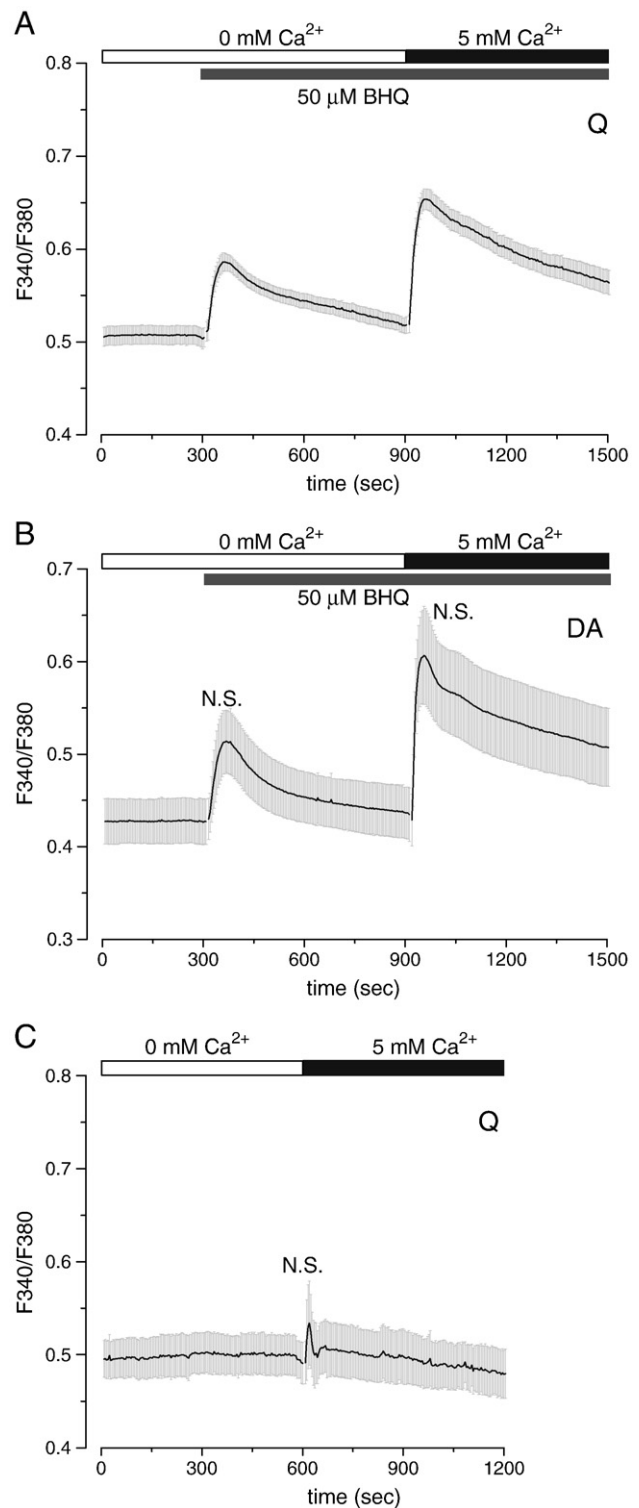 A
0 mM Ca²⁺ 5 mM Ca²⁺
50 μM BHQ
Q
0.8
0.7
0.6
0.5
0.4
F340/F380
0 300 600 900 1200 1500
time (sec)
B
0 mM Ca²⁺ 5 mM Ca²⁺
50 μM BHQ
N.S.
DA
N.S.
0.7
0.6
0.5
0.4
0.3
F340/F380
0 300 600 900 1200 1500
time (sec)
C
0 mM Ca²⁺ 5 mM Ca²⁺
Q
N.S.
0.8
0.7
0.6
0.5
0.4
F340/F380
0 300 600 900 1200
time (sec)